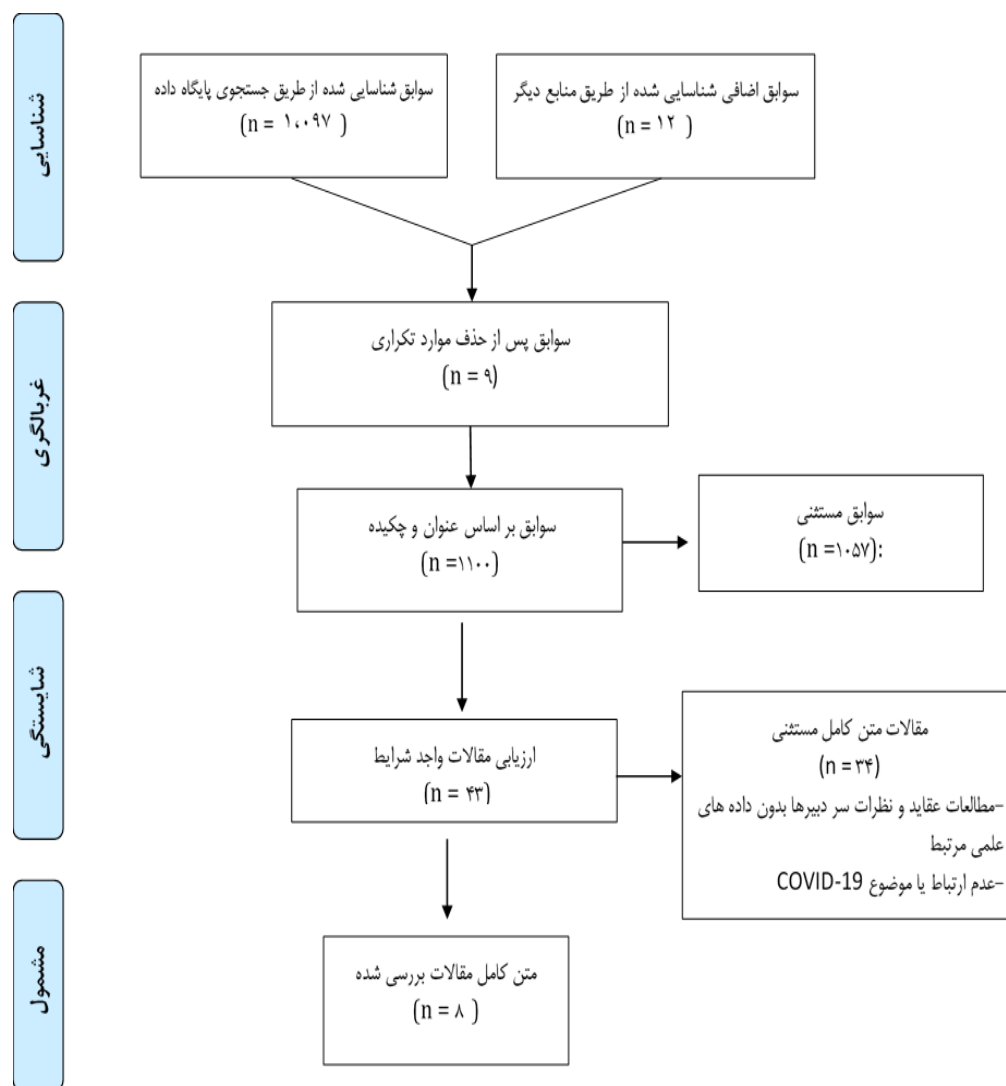 شناسایی
سوابق شناسایی شده از طریق جستجوی پایگاه داده
(n = ۱،۰۹۷ )
سوابق اضافی شناسایی شده از طریق منابع دیگر
(n = ۱۲ )
غربالگری
سوابق پس از حذف موارد تکراری
(n = ۹)
سوابق بر اساس عنوان و چکیده
(n =۱۱۰۰)
سوابق مستثنی
(n =۱۰۵۷):
شایستگی
ارزیابی مقالات واجد شرایط
(n = ۴۳)
مقالات متن کامل مستثنی
(n = ۳۴)
-مطالعات عقاید و نظرات سر دبیرها بدون داده های
علمی مرتبط
-عدم ارتباط یا موضوع COVID-19
مشمول
متن کامل مقالات بررسی شده
(n = ۸ )